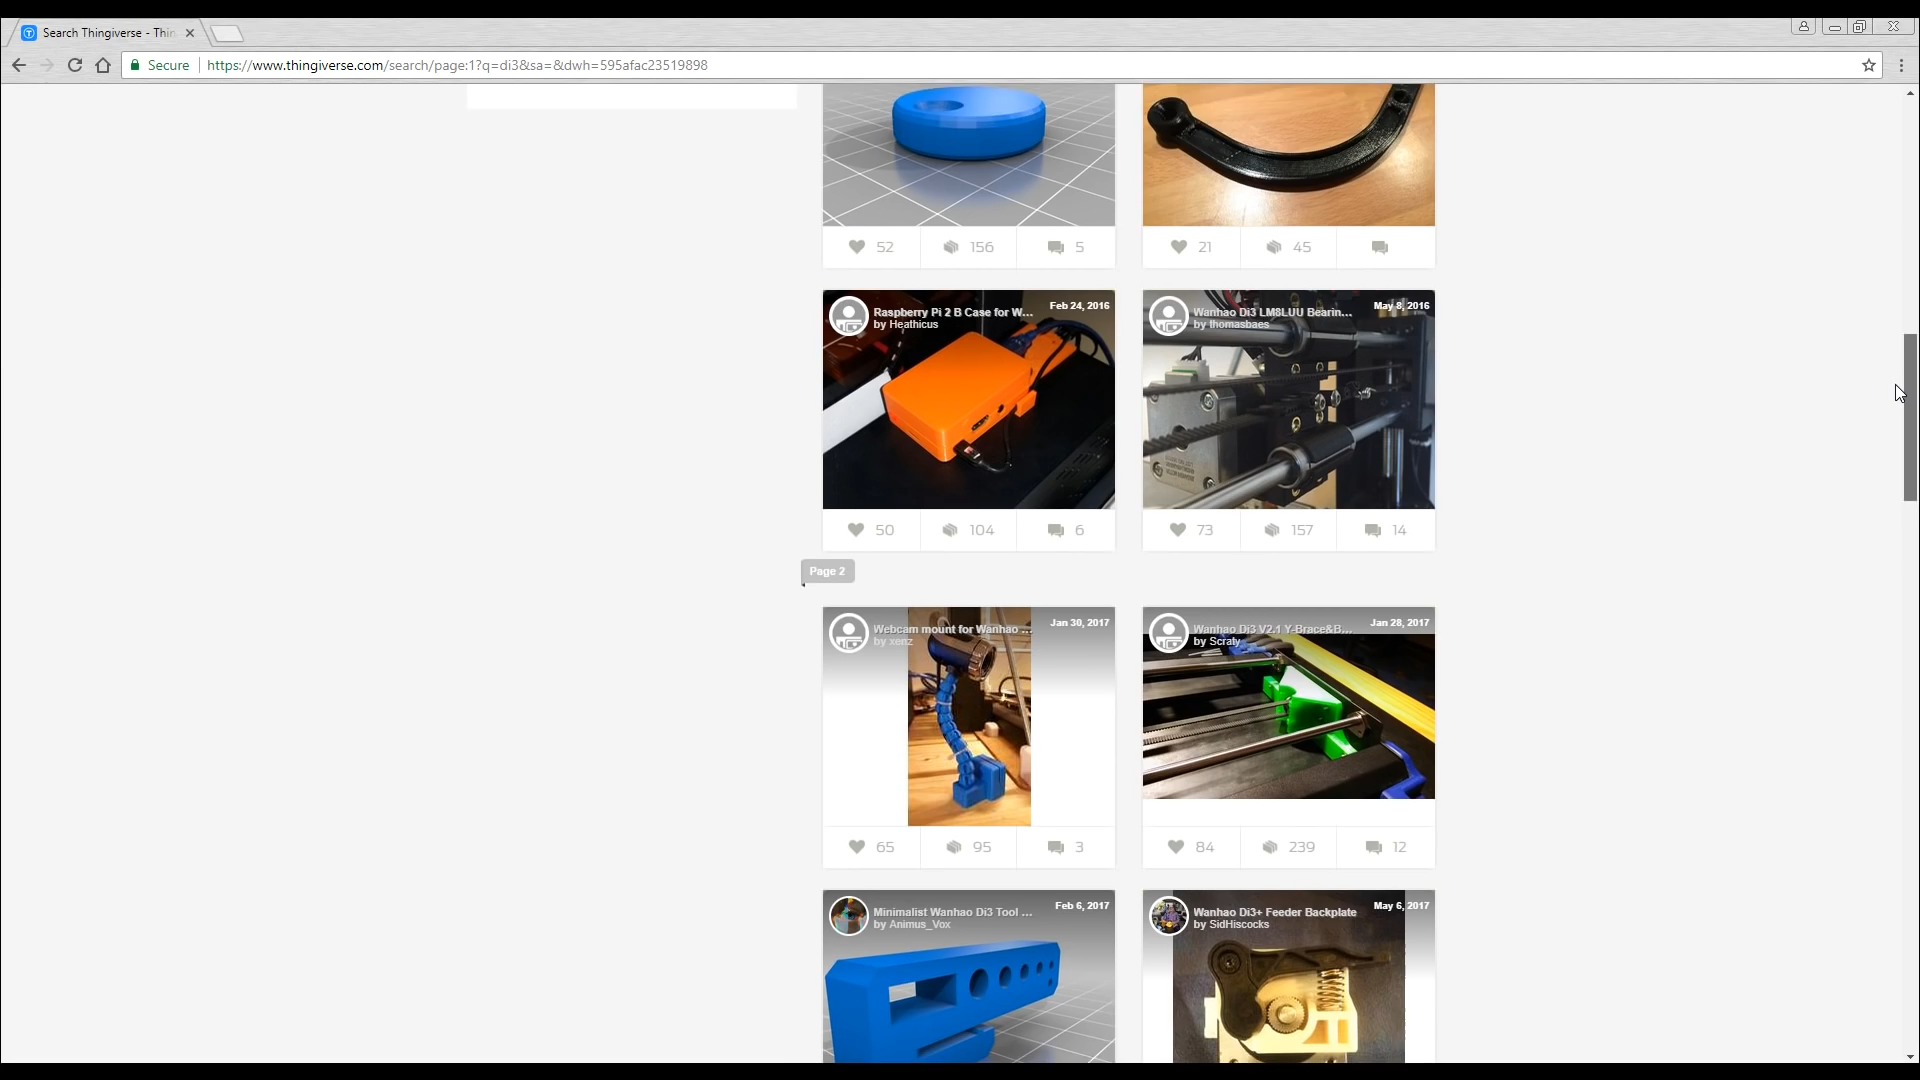 Search Thingiverse - Thin
Secure
https://www.thingiverse.com/search/page:1?q=di3&sa=&dwh=595afac23519898
52 156 5
21 45
Raspberry Pi 2 B Case for W...
by Heathicus
Feb 24, 2016
Wanhao Di3 LM8LUU Bearin...
by thomasbaes
May 8, 2016
50 104 6
73 157 14
Page 2
Webcam mount for Wanhao ...
by xenz
Jan 30, 2017
Wanhao Di3 V2.1 Y-Brace&B...
by Scraty
Jan 28, 2017
65 95 3
84 239 12
Minimalist Wanhao Di3 Tool ...
by Animus_Vox
Feb 6, 2017
Wanhao Di3+ Feeder Backplate
by SidHiscocks
May 6, 2017